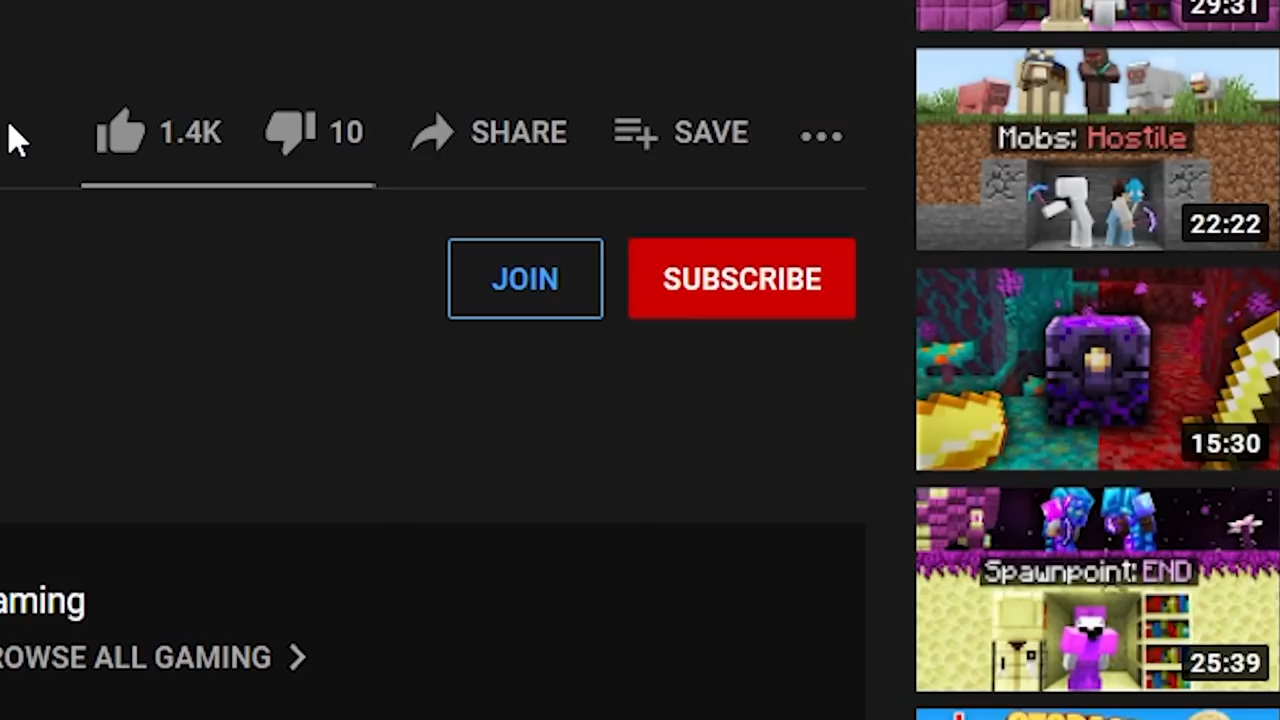 29:31
1.4K 10 SHARE SAVE
Mobs: Hostile
22:22
JOIN SUBSCRIBE
15:30
Spawnpoint: END
aming
ROWSE ALL GAMING
25:39